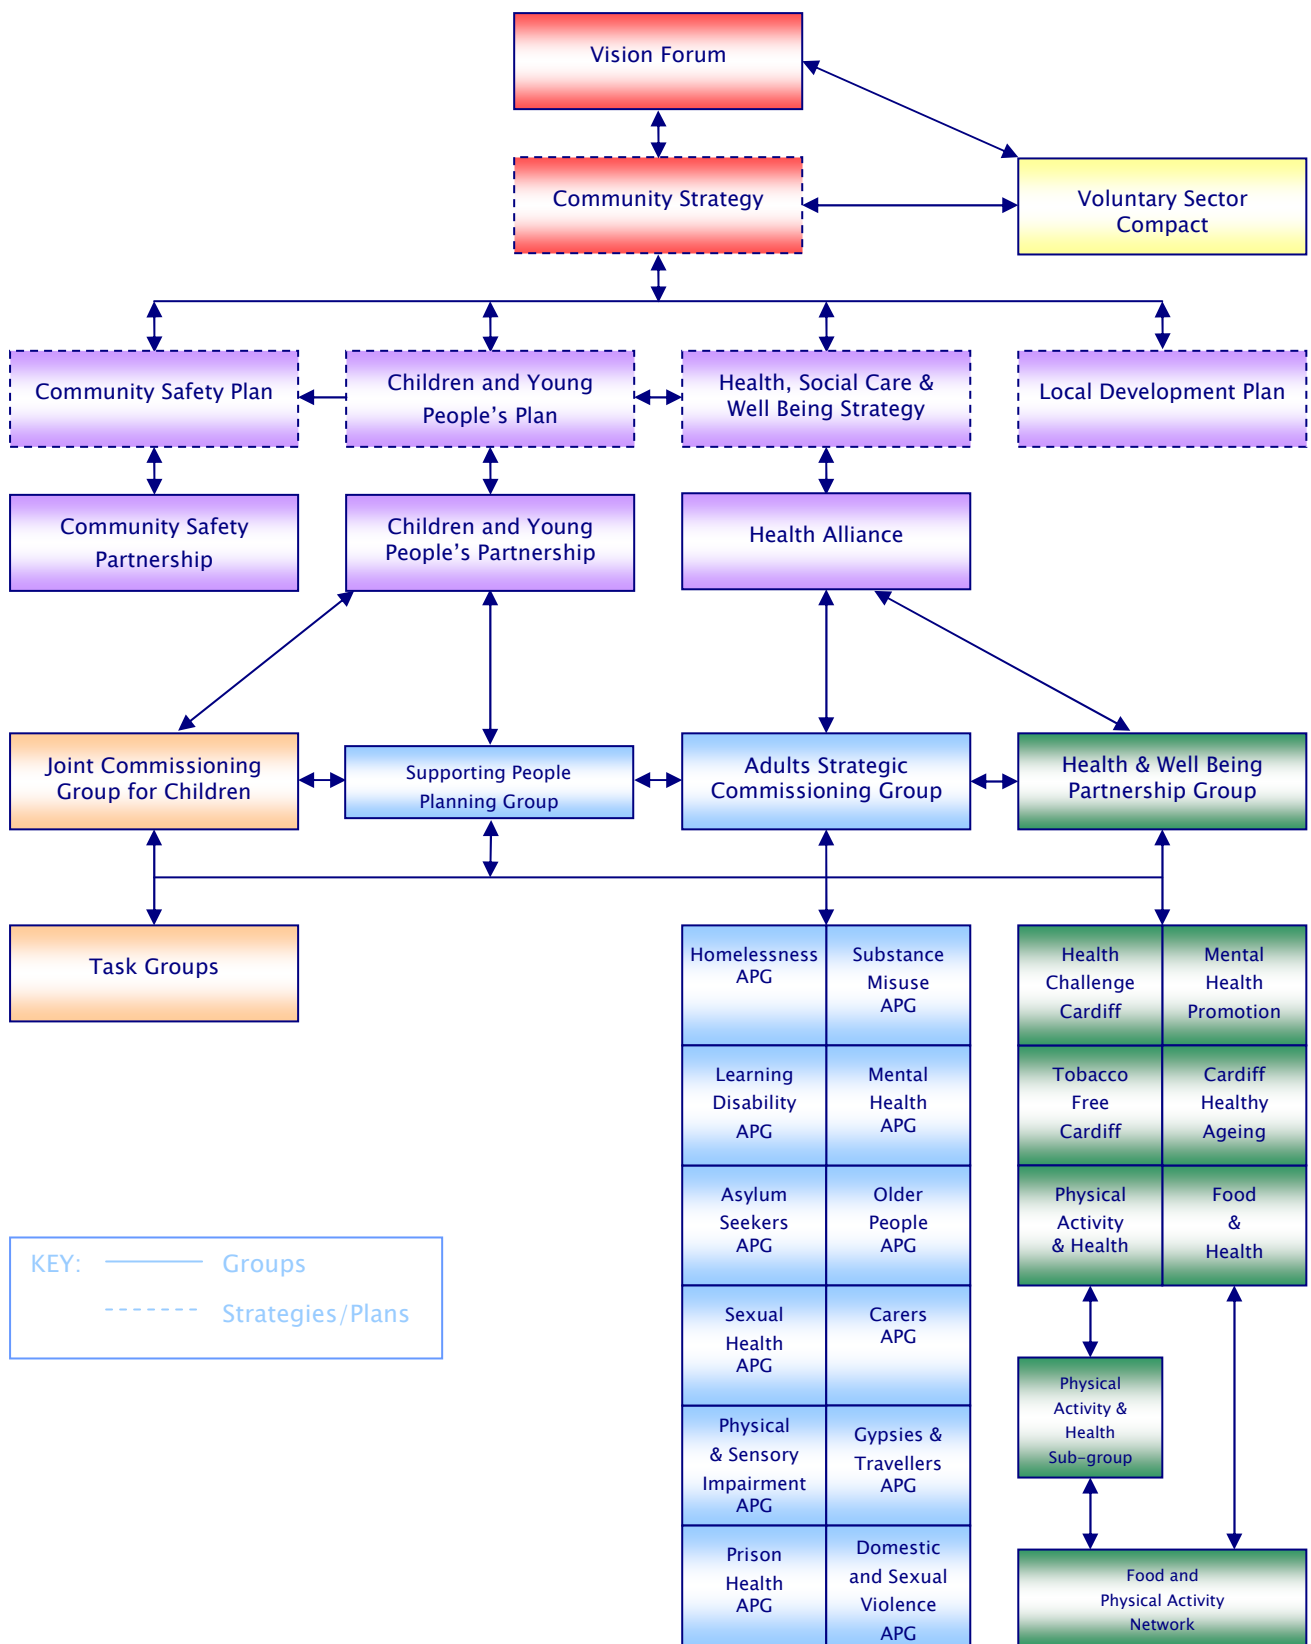 Vision Forum
Community Strategy
Voluntary Sector
Compact
Community Safety Plan
Children and Young
People's Plan
Health, Social Care &
Well Being Strategy
Local Development Plan
Community Safety
Partnership
Children and Young
People's Partnership
Health Alliance
Joint Commissioning
Group for Children
Supporting People
Planning Group
Adults Strategic
Commissioning Group
Health & Well Being
Partnership Group
Task Groups
Homelessness
APG
Substance
Misuse
APG
Health
Challenge
Cardiff
Mental
Health
Promotion
Learning
Disability
APG
Mental
Health
APG
Tobacco
Free
Cardiff
Cardiff
Healthy
Ageing
Asylum
Seekers
APG
Older
People
APG
Physical
Activity
& Health
Food
&
Health
KEY:
Groups
Strategies/Plans
Sexual
Health
APG
Carers
APG
Physical
Activity &
Health
Sub-group
Physical
& Sensory
Impairment
APG
Gypsies &
Travellers
APG
Prison
Health
APG
Domestic
and Sexual
Violence
APG
Food and
Physical Activity
Network